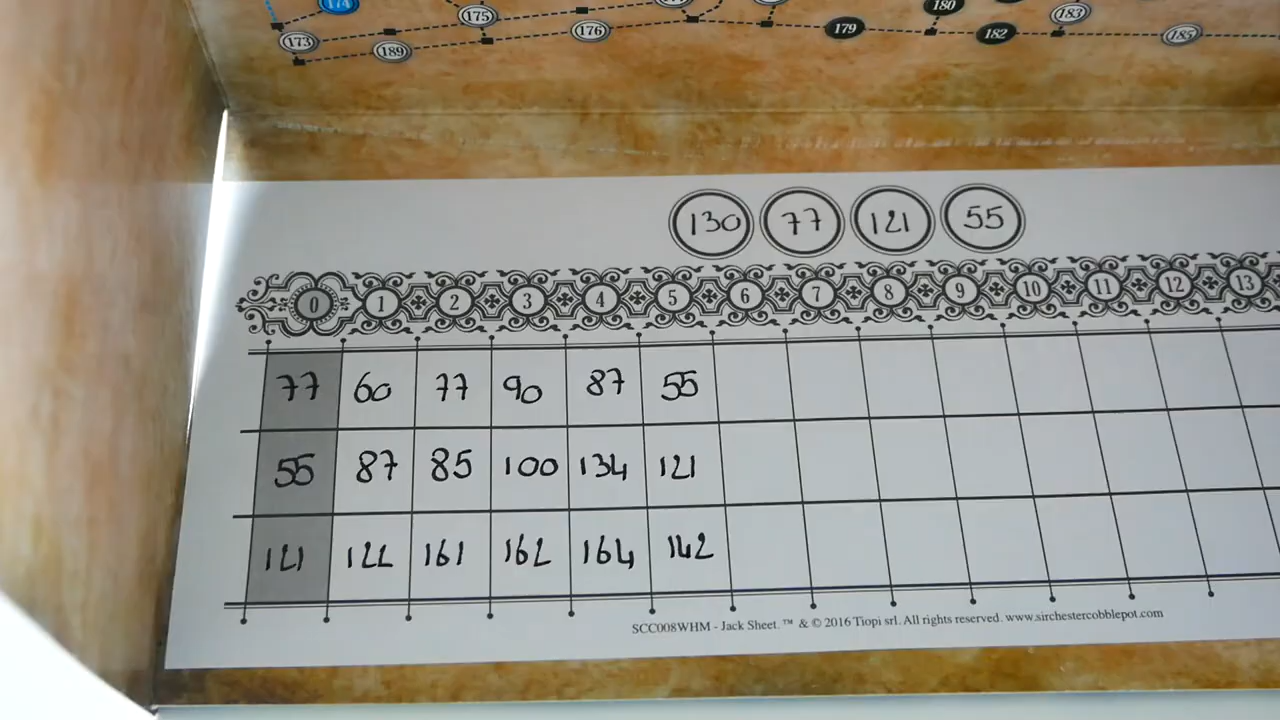 174
175
180
183
173
189
176
179
182
185
130 77 121 55
0 1 2 3 4 5 6 7 8 9 10 11 12 13
77 60 77 90 87 55
55 87 85 100 134 121
121 122 161 162 164 142
SCC008WHM - Jack Sheet. ™ & © 2016 Tiopi srl. All rights reserved. www.sirchestercobblepot.com